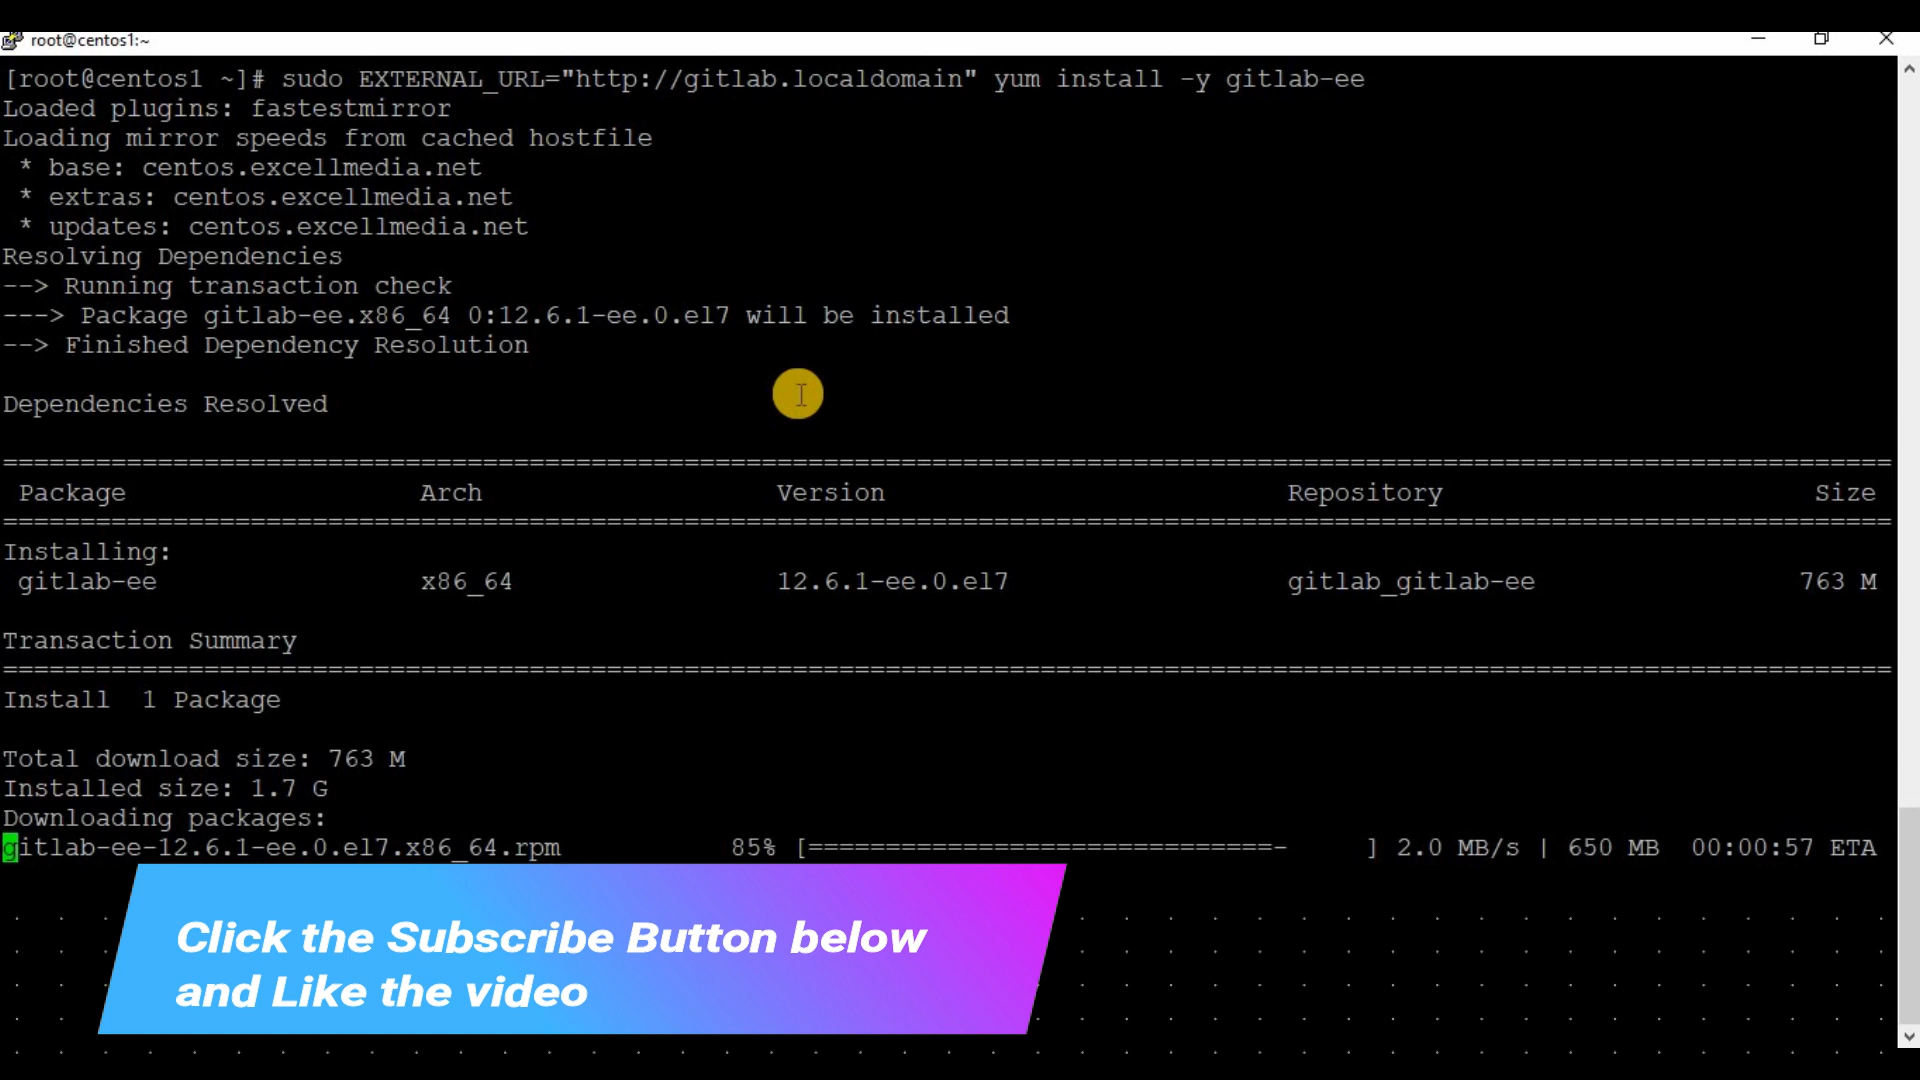 root@centos1:~
[root@centos1 ~]# sudo EXTERNAL_URL="http://gitlab.localdomain" yum install -y gitlab-ee
Loaded plugins: fastestmirror
Loading mirror speeds from cached hostfile
 * base: centos.excellmedia.net
 * extras: centos.excellmedia.net
 * updates: centos.excellmedia.net
Resolving Dependencies
--> Running transaction check
---> Package gitlab-ee.x86_64 0:12.6.1-ee.0.el7 will be installed
--> Finished Dependency Resolution
Dependencies Resolved
Package Arch Version Repository Size
Installing:
gitlab-ee x86_64 12.6.1-ee.0.el7 gitlab_gitlab-ee 763 M
Transaction Summary
Install 1 Package
Total download size: 763 M
Installed size: 1.7 G
Downloading packages:
gitlab-ee-12.6.1-ee.0.el7.x86_64.rpm 85% [==============================- ] 2.0 MB/s | 650 MB 00:00:57 ETA
Click the Subscribe Button below
and Like the video